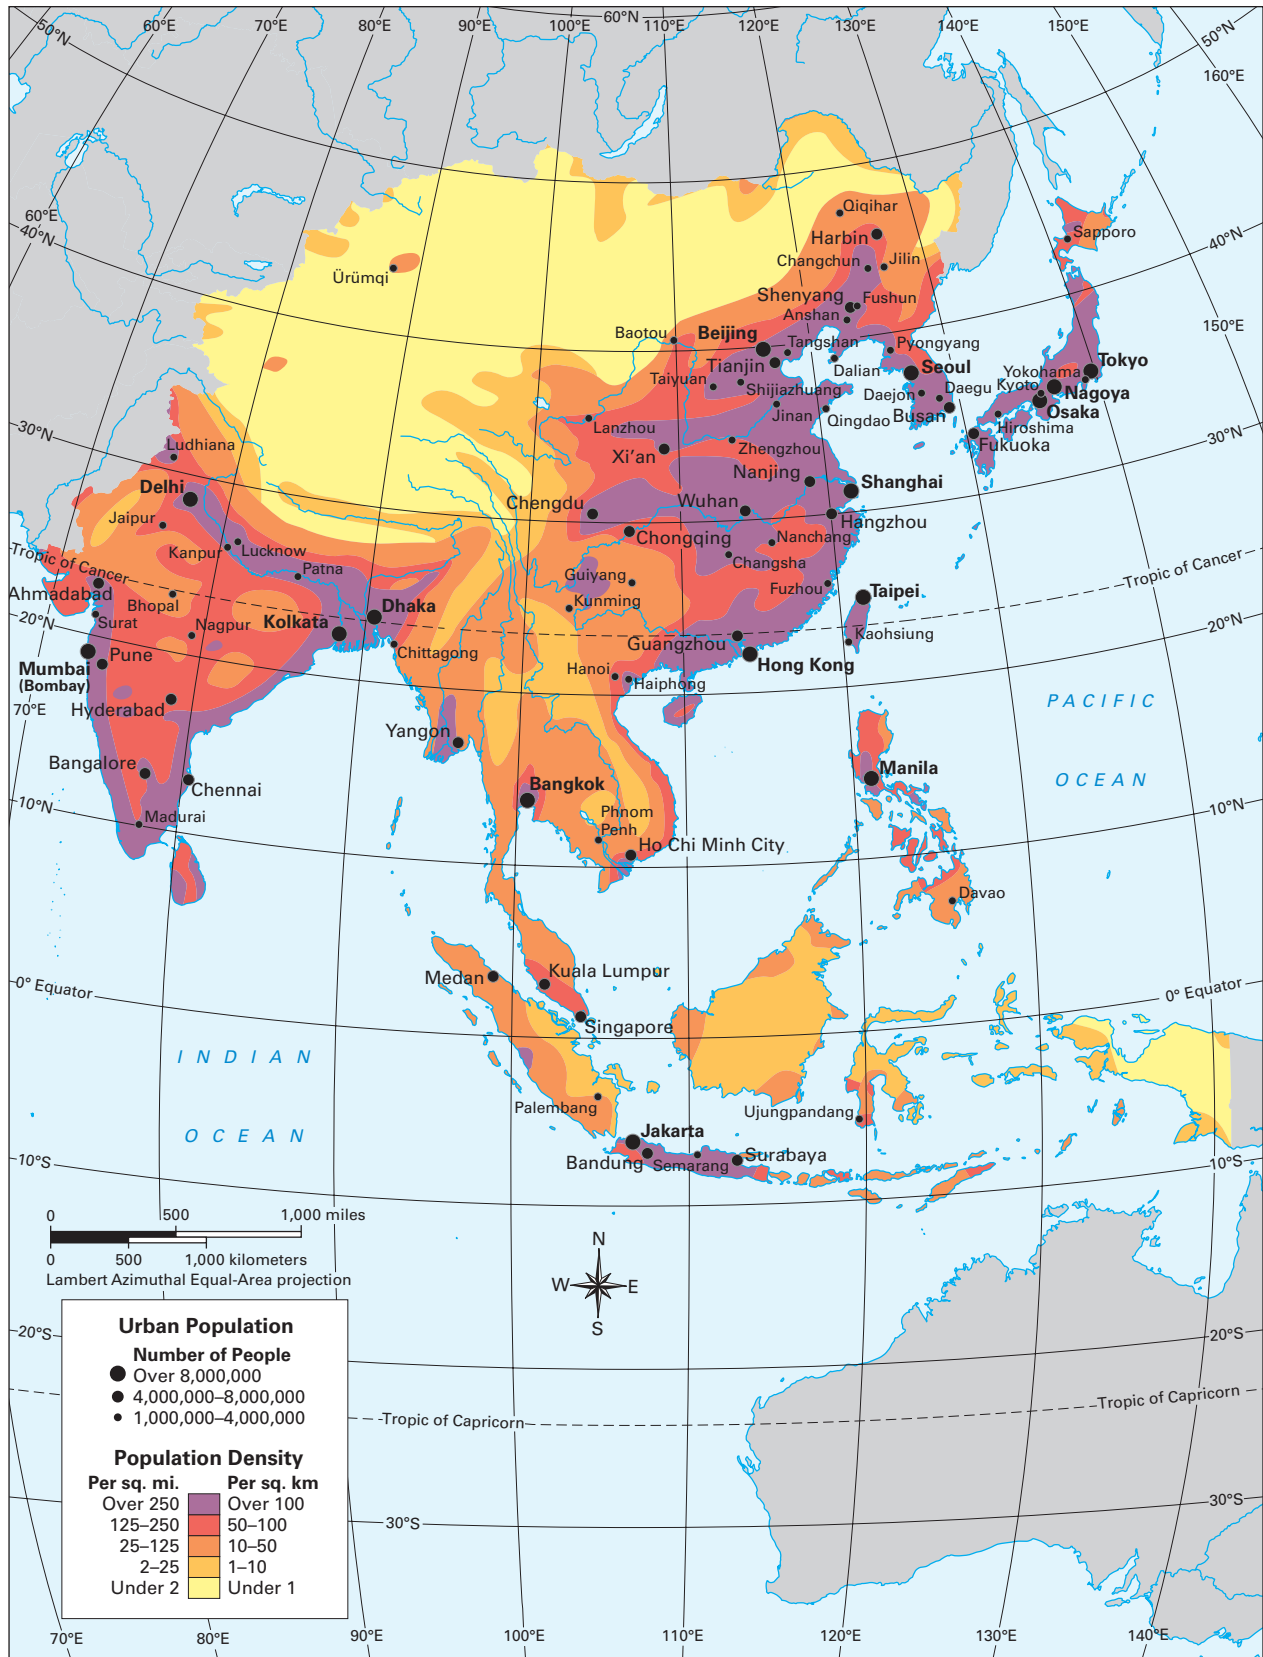 50°N
60°E
70°E
80°E
90°E
100°E
60°N
110°E
120°E
130°E
140°E
150°E
50°N
160°E
60°E
40°N
Qiqihar
Harbin
Sapporo
40°N
Changchun
Jilin
Ürümqi
Shenyang
Fushun
Anshan
150°E
Baotou
Beijing
Tangshan
Pyongyang
Tianjin
Dalian
Seoul
Tokyo
Yokohama
Taiyuan
Shijiazhuang
Daejon
Daegu
Kyoto
Nagoya
Jinan
Qingdao
Busan
Osaka
30°N
Lanzhou
Hiroshima
30°N
Ludhiana
Zhengzhou
Fukuoka
Xi’an
Nanjing
Delhi
Shanghai
Chengdu
Wuhan
Jaipur
Hangzhou
Chongqing
Nanchang
Kanpur
Lucknow
Changsha
Tropic of Cancer
Patna
Guiyang
Tropic of Cancer
Ahmadabad
Fuzhou
Taipei
Bhopal
Dhaka
Kunming
20°N
Surat
Nagpur
Kolkata
Kaohsiung
20°N
Guangzhou
Chittagong
Mumbai
(Bombay)
Pune
Hong Kong
Hanoi
Haiphong
70°E
Hyderabad
PACIFIC
OCEAN
Yangon
Bangalore
Chennai
Manila
Bangkok
10°N
Madurai
Phnom
Penh
10°N
Ho Chi Minh City
Davao
Medan
Kuala Lumpur
0° Equator
0° Equator
Singapore
INDIAN
OCEAN
Palembang
Ujungpandang
Jakarta
Bandung
Semarang
Surabaya
10°S
10°S
0 500 1,000 miles
0 500 1,000 kilometers
Lambert Azimuthal Equal-Area projection
N
W
E
S
20°S
20°S
Urban Population
Number of People
Over 8,000,000
4,000,000–8,000,000
1,000,000–4,000,000
Tropic of Capricorn
Tropic of Capricorn
Population Density
Per sq. mi. Per sq. km
Over 250 Over 100
125–250 50–100
25–125 10–50
2–25 1–10
Under 2 Under 1
30°S
30°S
70°E
80°E
90°E
100°E
110°E
120°E
130°E
140°E